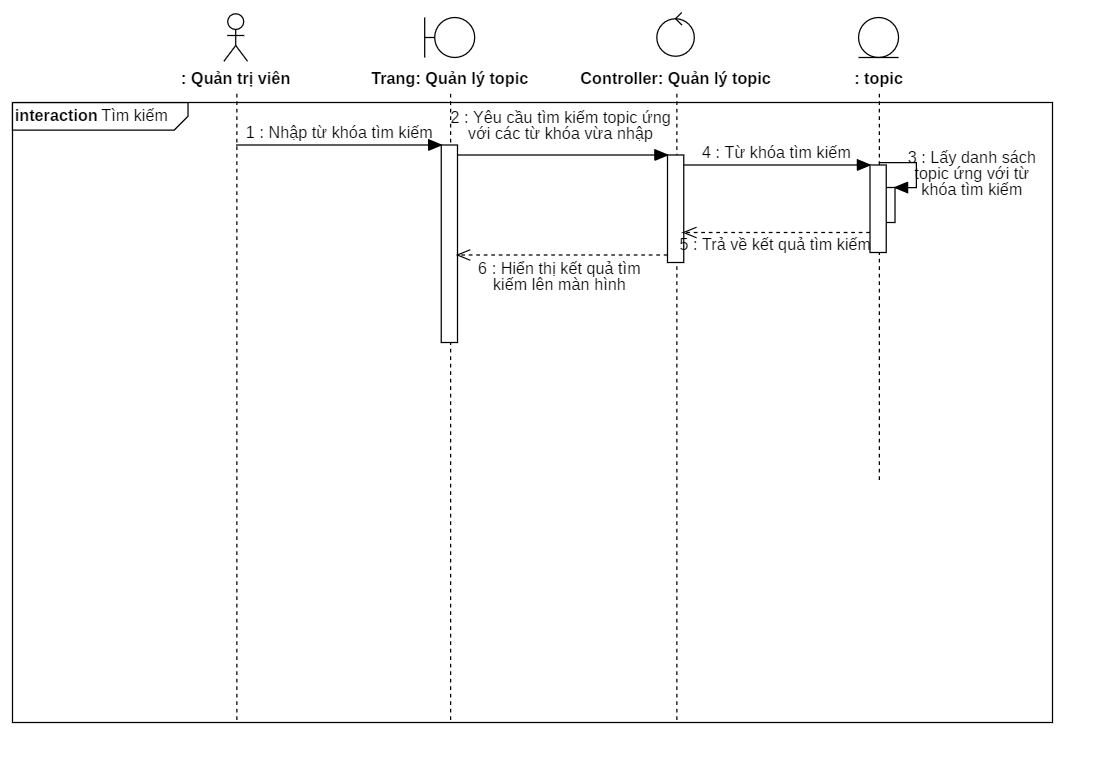 : Quản trị viên
Trang: Quản lý topic
Controller: Quản lý topic
: topic
interaction Tìm kiếm
1 : Nhập từ khóa tìm kiếm
2 : Yêu cầu tìm kiếm topic ứng
với các từ khóa vừa nhập
4 : Từ khóa tìm kiếm
3 : Lấy danh sách
topic ứng với từ
khóa tìm kiếm
5 : Trả về kết quả tìm kiếm
6 : Hiển thị kết quả tìm
kiếm lên màn hình